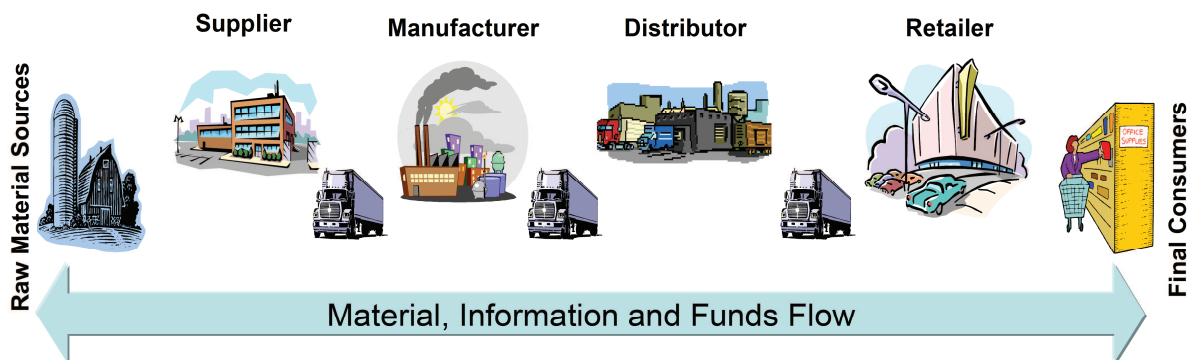 Supplier
Manufacturer
Distributor
Retailer
Raw Material Sources
OFFICE
SUPPLIES
Final Consumers
Material, Information and Funds Flow